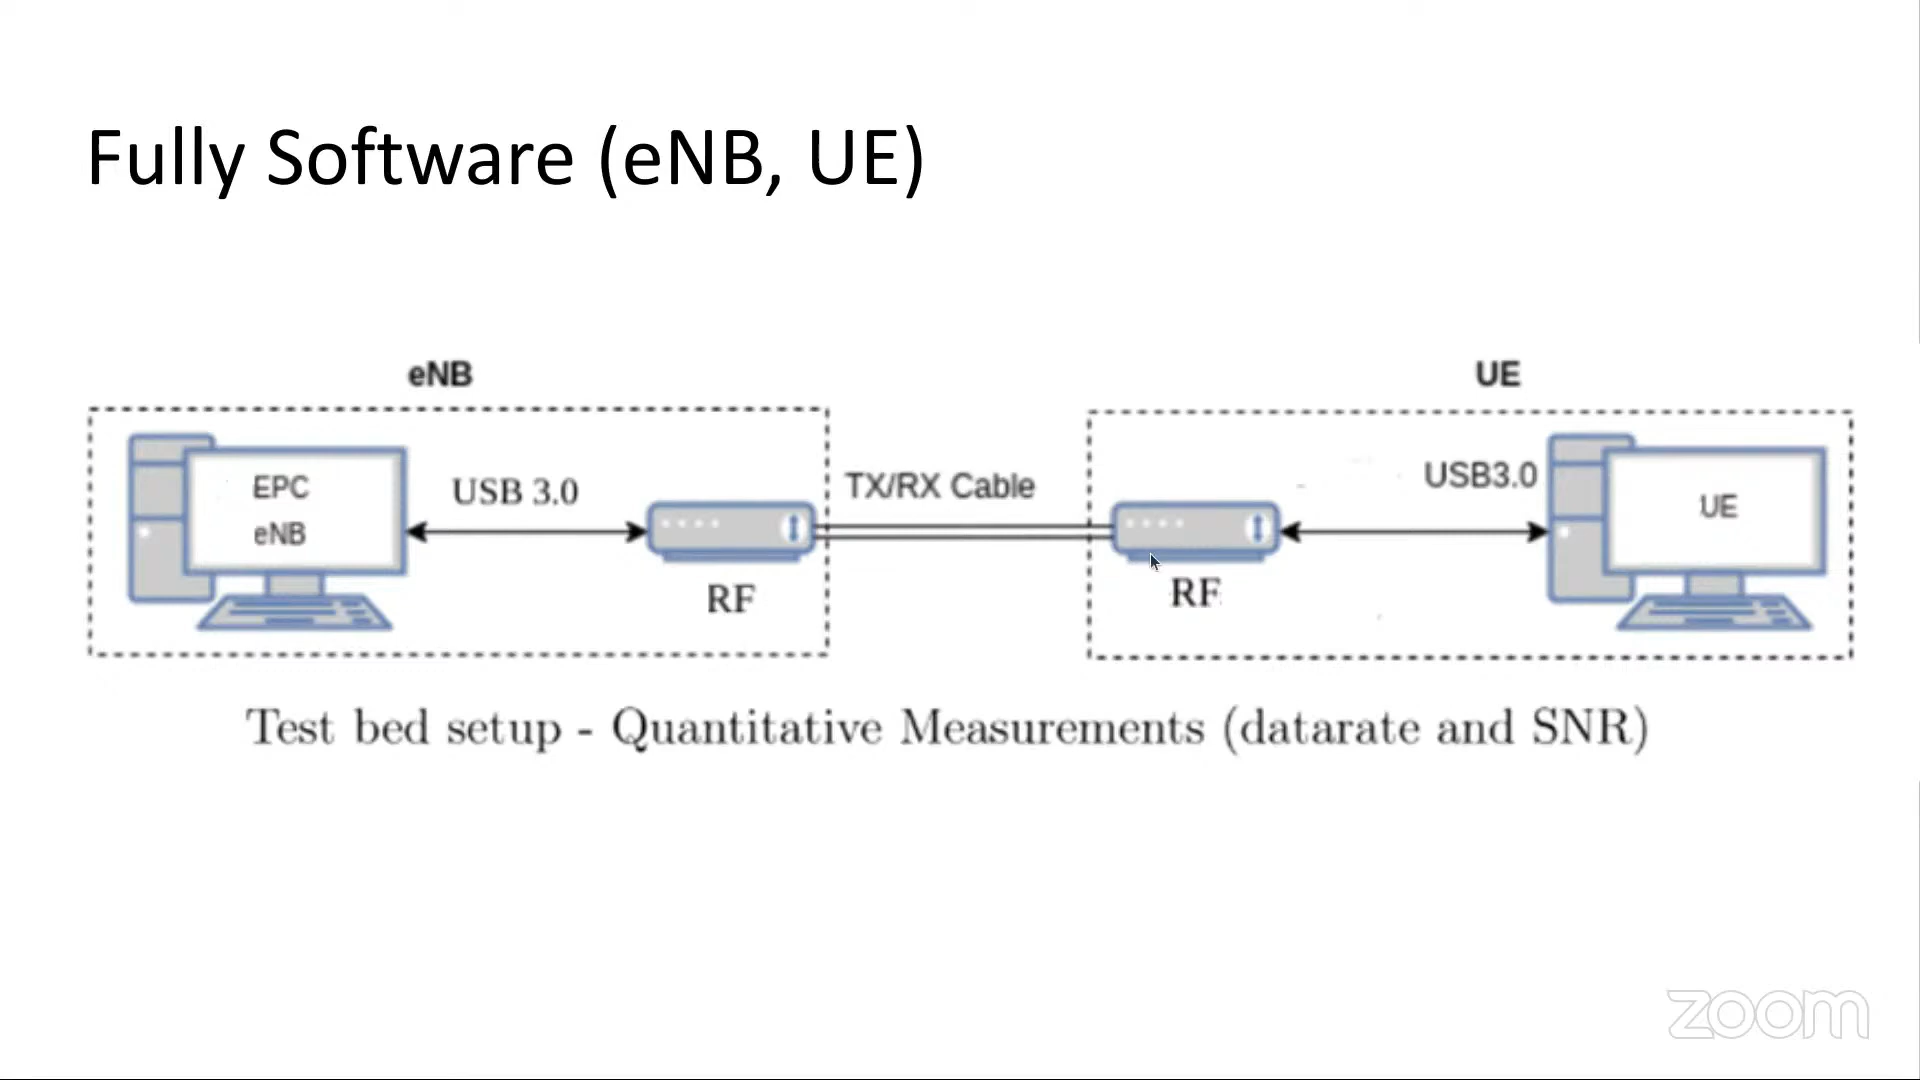 Fully Software (eNB, UE)
eNB
UE
EPC
eNB
USB 3.0
RF
TX/RX Cable
RF
USB3.0
UE
Test bed setup - Quantitative Measurements (datarate and SNR)
zoom